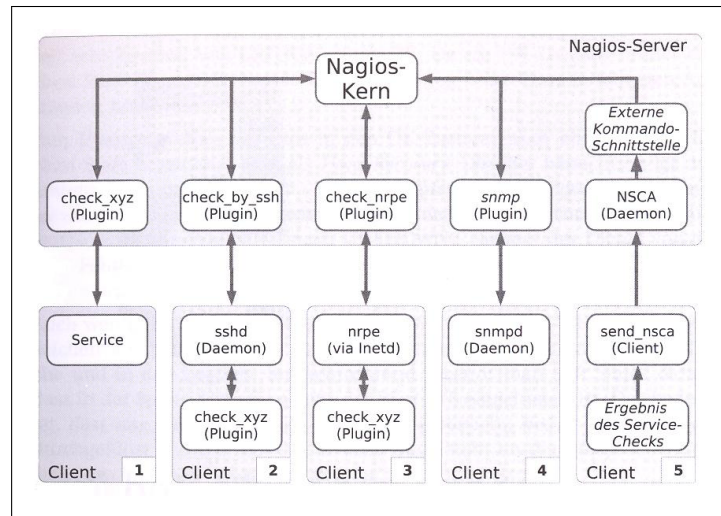 Nagios-Server
Nagios-
Kern
Externe
Kommando-
Schnittstelle
check_xyz
(Plugin)
check_by_ssh
(Plugin)
check_nrpe
(Plugin)
snmp
(Plugin)
NSCA
(Daemon)
Service
sshd
(Daemon)
nrpe
(via Inetd)
snmpd
(Daemon)
send_nsca
(Client)
check_xyz
(Plugin)
check_xyz
(Plugin)
Ergebnis
des Service-
Checks
Client 1
Client 2
Client 3
Client 4
Client 5